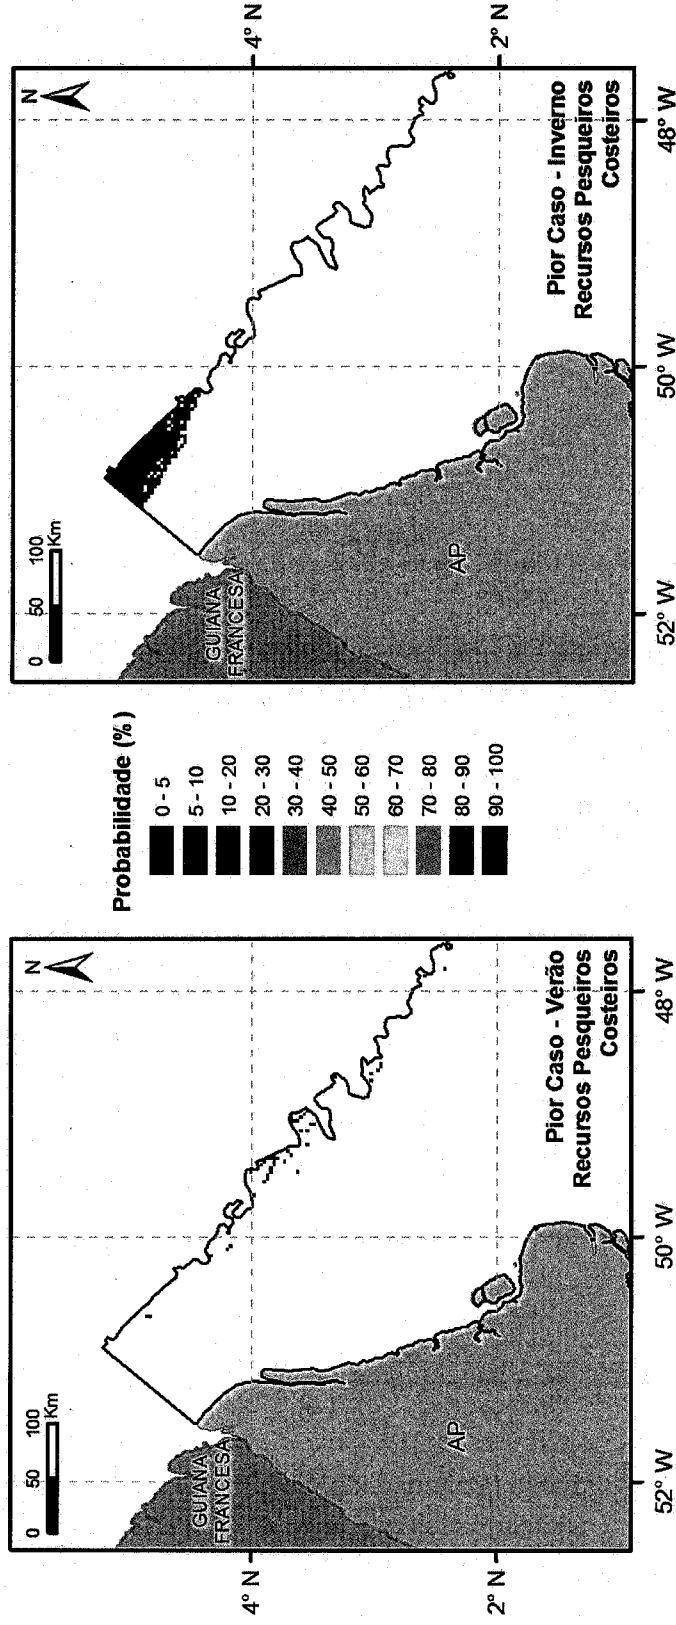 0 50 100
Km
N
GUIANA
FRANCESA
AP
Pior Caso - Verão
Recursos Pesqueiros
Costeiros
4° N
2° N
52° W
50° W
48° W
Probabilidade (%)
0 - 5
5 - 10
10 - 20
20 - 30
30 - 40
40 - 50
50 - 60
60 - 70
70 - 80
80 - 90
90 - 100
0 50 100
Km
N
GUIANA
FRANCESA
AP
Pior Caso - Inverno
Recursos Pesqueiros
Costeiros
4° N
2° N
52° W
50° W
48° W